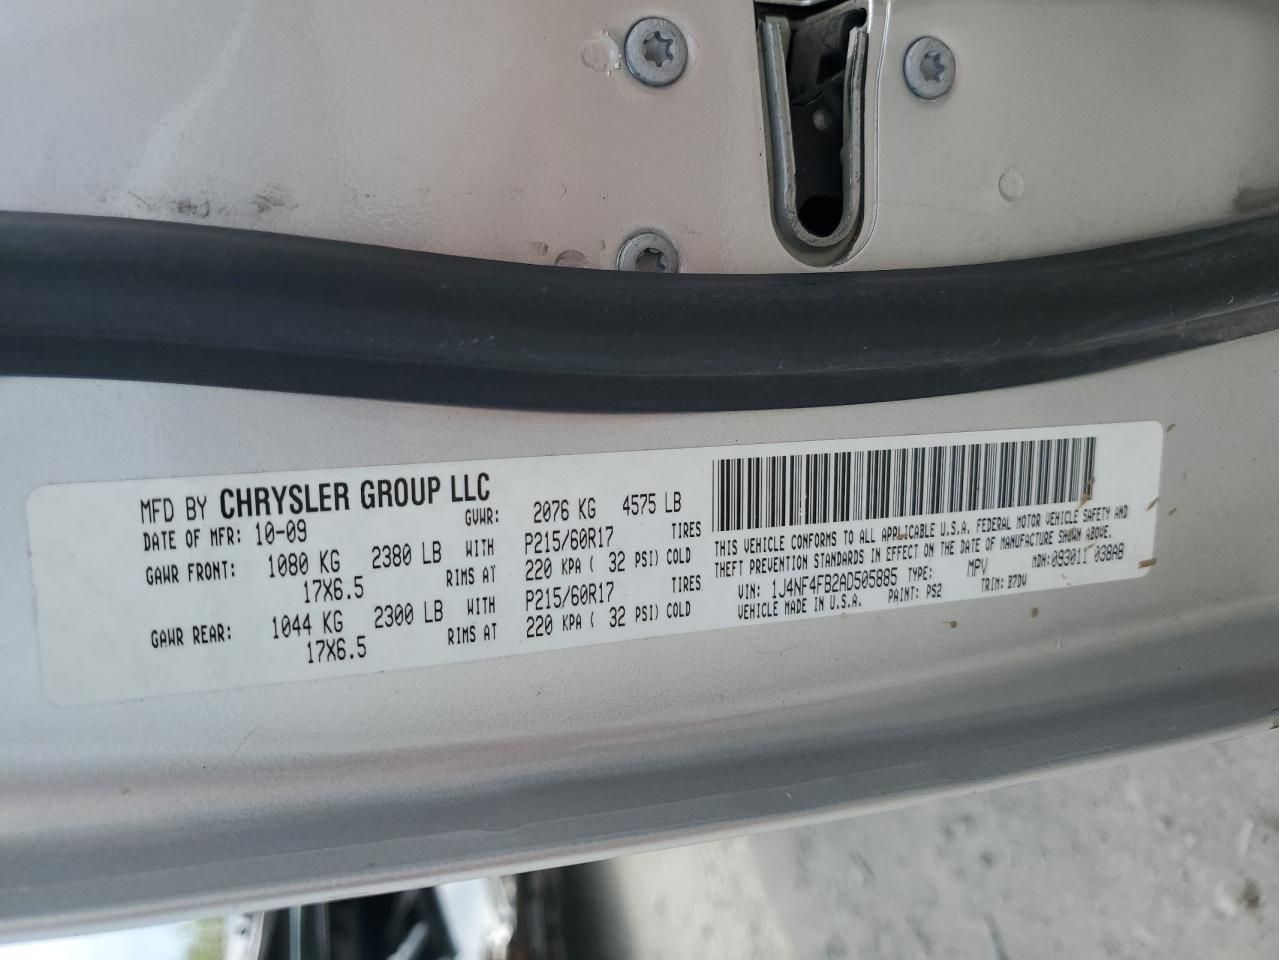 MFD BY CHRYSLER GROUP LLC
DATE OF MFR: 10-09 GVWR: 2076 KG 4575 LB
GAWR FRONT: 1080 KG 2380 LB WITH P215/60R17 TIRES
17X6.5 RIMS AT 220 KPA ( 32 PSI) COLD
GAWR REAR: 1044 KG 2300 LB WITH P215/60R17 TIRES
17X6.5 RIMS AT 220 KPA ( 32 PSI) COLD
THIS VEHICLE CONFORMS TO ALL APPLICABLE U.S.A. FEDERAL MOTOR VEHICLE SAFETY AND
THEFT PREVENTION STANDARDS IN EFFECT ON THE DATE OF MANUFACTURE SHOWN ABOVE.
VIN: 1J4NF4FB2AD505885 TYPE: MPV MDH: 093011 038AB
VEHICLE MADE IN U.S.A. PAINT: PS2 TRIM: B7DV